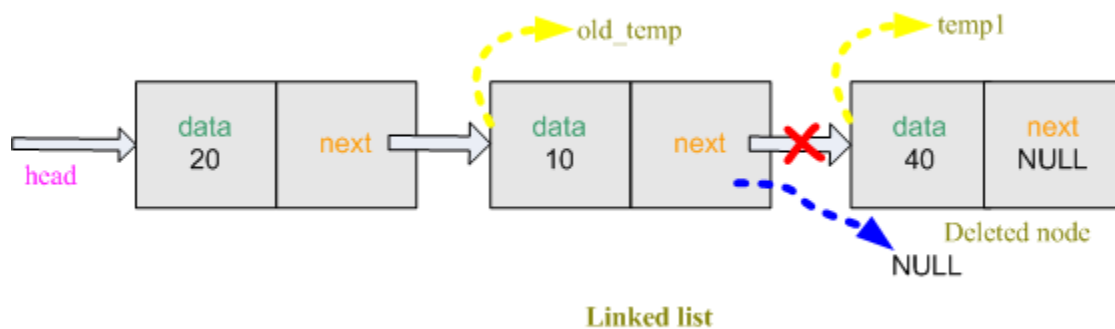 old_temp
temp1
head
data
20
next
data
10
next
data
40
next
NULL
Deleted node
NULL
Linked list